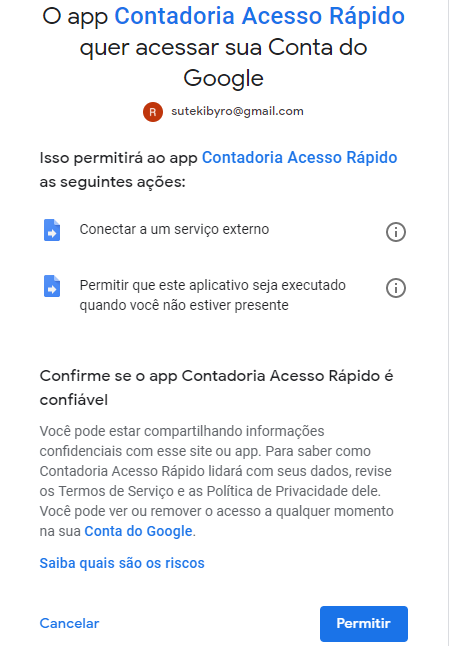 O app Contadoria Acesso Rápido
quer acessar sua Conta do
Google
R sutekibyro@gmail.com
Isso permitirá ao app Contadoria Acesso Rápido
as seguintes ações:
Conectar a um serviço externo
Permitir que este aplicativo seja executado
quando você não estiver presente
Confirme se o app Contadoria Acesso Rápido é
confiável
Você pode estar compartilhando informações
confidenciais com esse site ou app. Para saber como
Contadoria Acesso Rápido lidará com seus dados, revise
os Termos de Serviço e as Política de Privacidade dele.
Você pode ver ou remover o acesso a qualquer momento
na sua Conta do Google.
Saiba quais são os riscos
Cancelar Permitir